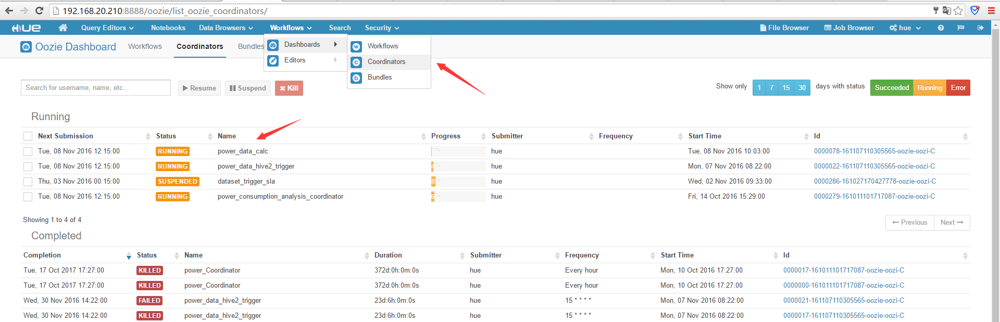 192.168.20.210:8888/oozie/list_oozie_coordinators/
HUE Query Editors Notebooks Data Browsers Workflows Search Security File Browser Job Browser hue
Oozie Dashboard Workflows Coordinators Bundles
Dashboards
Editors
Workflows
Coordinators
Bundles
Search for username, name, etc... Resume Suspend Kill Show only 1 7 15 30 days with status Succeeded Running Error
Running
Next Submission Status Name Progress Submitter Frequency Start Time Id
Tue, 08 Nov 2016 12:15:00 RUNNING power_data_calc hue Tue, 08 Nov 2016 10:03:00 0000078-161107110305565-oozie-oozi-C
Tue, 08 Nov 2016 12:15:00 RUNNING power_data_hive2_trigger hue Mon, 07 Nov 2016 08:22:00 0000022-161107110305565-oozie-oozi-C
Thu, 03 Nov 2016 00:15:00 SUSPENDED dataset_trigger_sla hue Wed, 02 Nov 2016 09:33:00 0000286-161027170427778-oozie-oozi-C
Tue, 08 Nov 2016 12:15:00 RUNNING power_consumption_analysis_coordinator hue Fri, 14 Oct 2016 15:29:00 0000279-161011101717087-oozie-oozi-C
Showing 1 to 4 of 4 Previous Next
Completed
Completion Status Name Duration Submitter Frequency Start Time Id
Tue, 17 Oct 2017 17:27:00 KILLED power_Coordinator 372d:0h:0m:0s hue Every hour Mon, 10 Oct 2016 17:27:00 0000017-161011101717087-oozie-oozi-C
Tue, 17 Oct 2017 17:27:00 KILLED power_Coordinator 372d:0h:0m:0s hue Every hour Mon, 10 Oct 2016 17:27:00 0000000-161011101717087-oozie-oozi-C
Wed, 30 Nov 2016 14:22:00 FAILED power_data_hive2_trigger 23d:6h:0m:0s hue 15 * * * * Mon, 07 Nov 2016 08:22:00 0000021-161107110305565-oozie-oozi-C
Wed, 30 Nov 2016 14:22:00 KILLED power_data_hive2_trigger 23d:6h:0m:0s hue 15 * * * * Mon, 07 Nov 2016 08:22:00 0000017-161107110305565-oozie-oozi-C